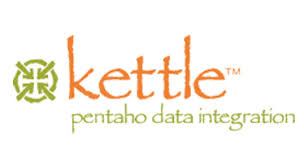 kettle™
pentaho data integration